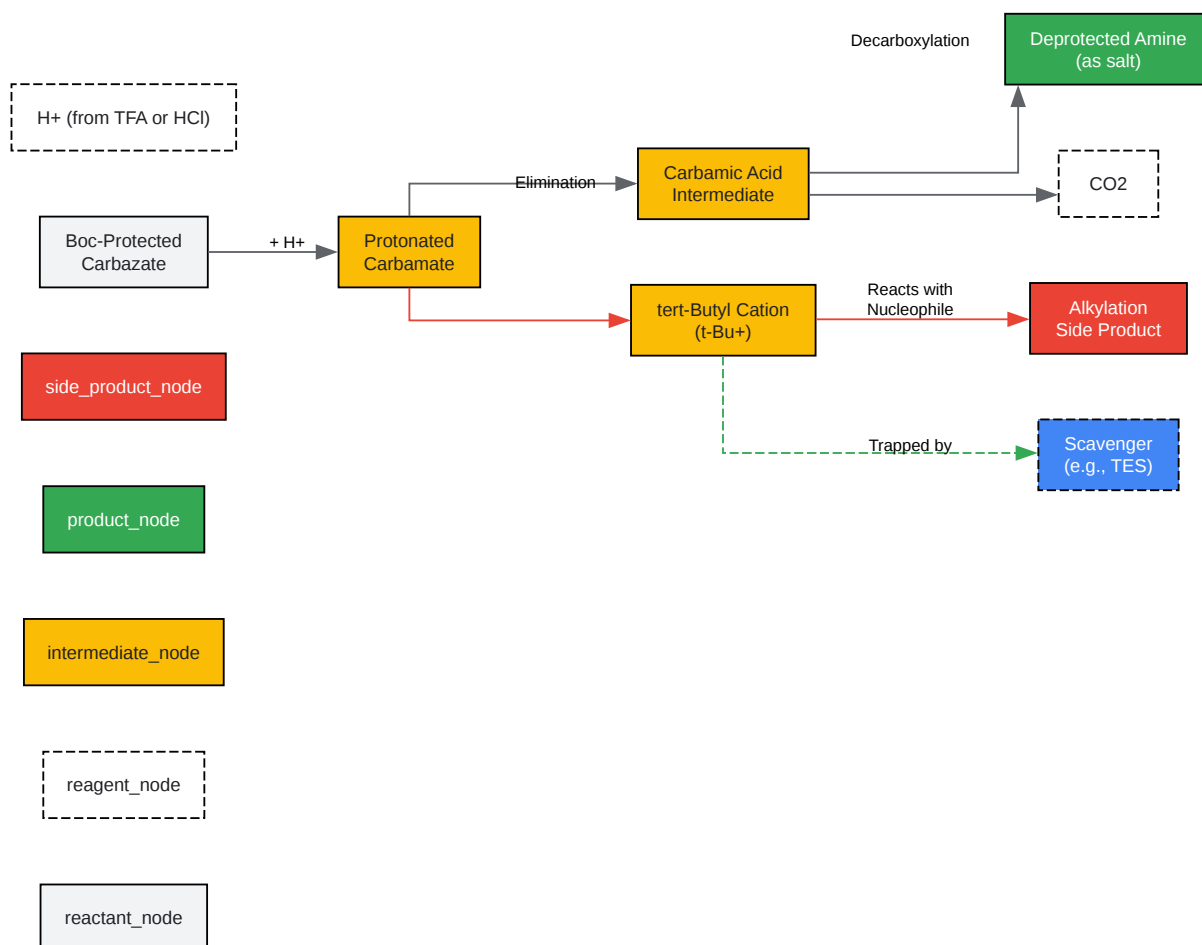 Decarboxylation
Deprotected Amine
(as salt)
H+ (from TFA or HCl)
Elimination
Carbamic Acid
Intermediate
CO2
Boc-Protected
Carbazate
+ H+
Protonated
Carbamate
tert-Butyl Cation
(t-Bu+)
Reacts with
Nucleophile
Alkylation
Side Product
side_product_node
Trapped by
Scavenger
(e.g., TES)
product_node
intermediate_node
reagent_node
reactant_node